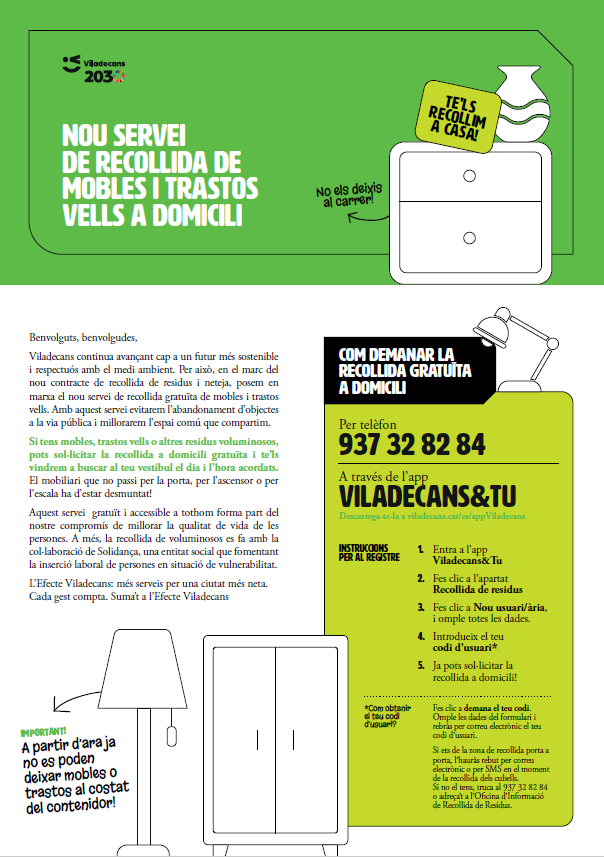 Viladecans
2030
NOU SERVEI
DE RECOLLIDA DE
MOBLES I TRASTOS
VELLS A DOMICILI
TE'LS
RECOLLIM
A CASA!
No els deixis
al carrer!
Benvolguts, benvolgudes,
Viladecans continua avançant cap a un futur més sostenible
i respectuós amb el medi ambient. Per això, en el marc del
nou contracte de recollida de residus i neteja, posem en
marxa el nou servei de recollida gratuïta de mobles i trastos
vells. Amb aquest servei evitarem l'abandonament d'objectes
a la via pública i millorarem l'espai comú que compartim.
Si tens mobles, trastos vells o altres residus voluminosos,
pots sol·licitar la recollida a domicili gratuïta i te'ls
vindrem a buscar al teu vestíbul el dia i l'hora acordats.
El mobiliari que no passi per la porta, per l'ascensor o per
l'escala ha d'estar desmuntat!
Aquest servei gratuït i accessible a tothom forma part del
nostre compromís de millorar la qualitat de vida de les
persones. A més, la recollida de voluminosos es fa amb la
col·laboració de Solidança, una entitat social que fomentant
la inserció laboral de persones en situació de vulnerabilitat.
L'Efecte Viladecans: més serveis per una ciutat més neta.
Cada gest compta. Suma't a l'Efecte Viladecans
COM DEMANAR LA
RECOLLIDA GRATUÏTA
A DOMICILI
Per telèfon
937 32 82 84
A través de l'app
VILADECANS&TU
Descarrega-te-la a viladecans.cat/es/appViladecans
INSTRUCCIONS
PER AL REGISTRE
1. Entra a l'app
Viladecans&Tu
2. Fes clic a l'apartat
Recollida de residus
3. Fes clic a Nou usuari/ària,
i omple totes les dades.
4. Introdueix el teu
codi d'usuari*
5. Ja pots sol·licitar la
recollida a domicili!
*Com obtenir
el teu codi
d'usuari?
Fes clic a demana el teu codi.
Omple les dades del formulari i
rebràs per correu electrònic el teu
codi d'usuari.
Si ets de la zona de recollida porta a
porta, l'hauràs rebut per correu
electrònic o per SMS en el moment
de la recollida dels cubells.
Si no el tens, truca al 937 32 82 84
o adreça't a l'Oficina d'Informació
de Recollida de Residus.
IMPORTANT!
A partir d'ara ja
no es poden
deixar mobles o
trastos al costat
del contenidor!